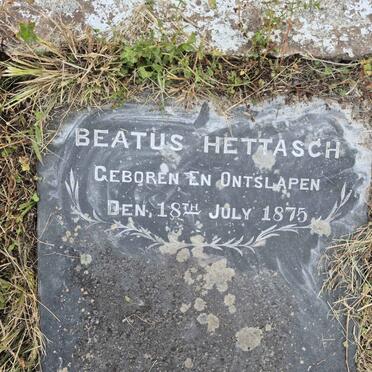 BEATUS HETTASCH
GEBOREN EN ONTSLAPEN
DEN, 18TH JULY 1875